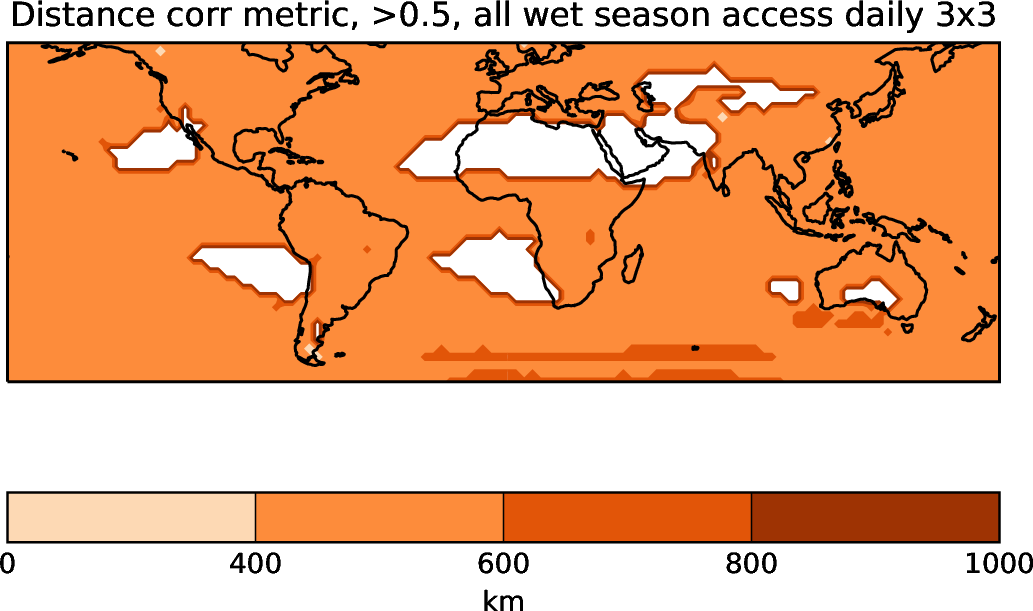 Distance corr metric, >0.5, all wet season access daily 3x3
0 400 600 800 1000
km